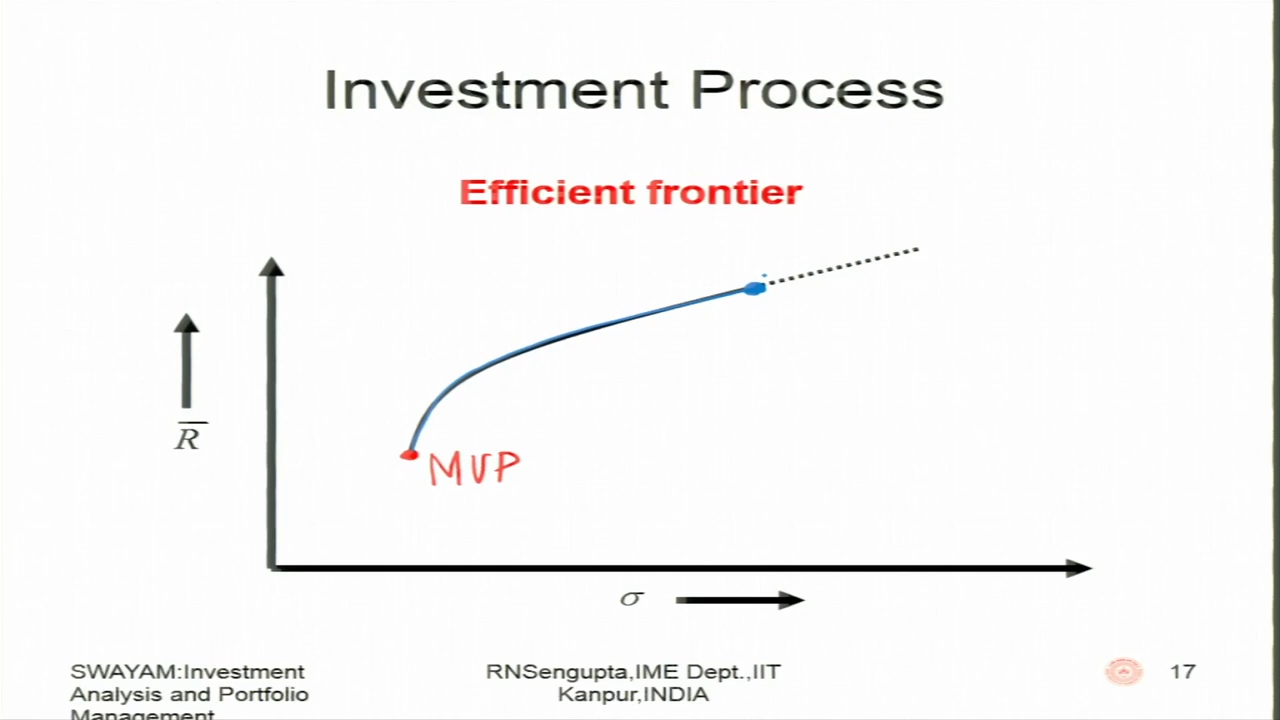 Investment Process
Efficient frontier
R̅
MVP
σ
SWAYAM:Investment
Analysis and Portfolio
Management
RNSengupta,IME Dept.,IIT
Kanpur,INDIA
17